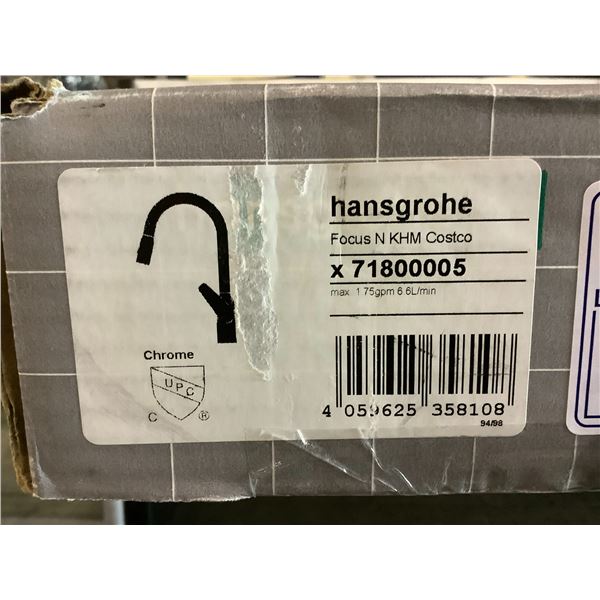 hansgrohe
Focus N KHM Costco
x 71800005
max 1.75gpm 6.6L/min
Chrome
UPC
C ®
4 059625 358108
94/98